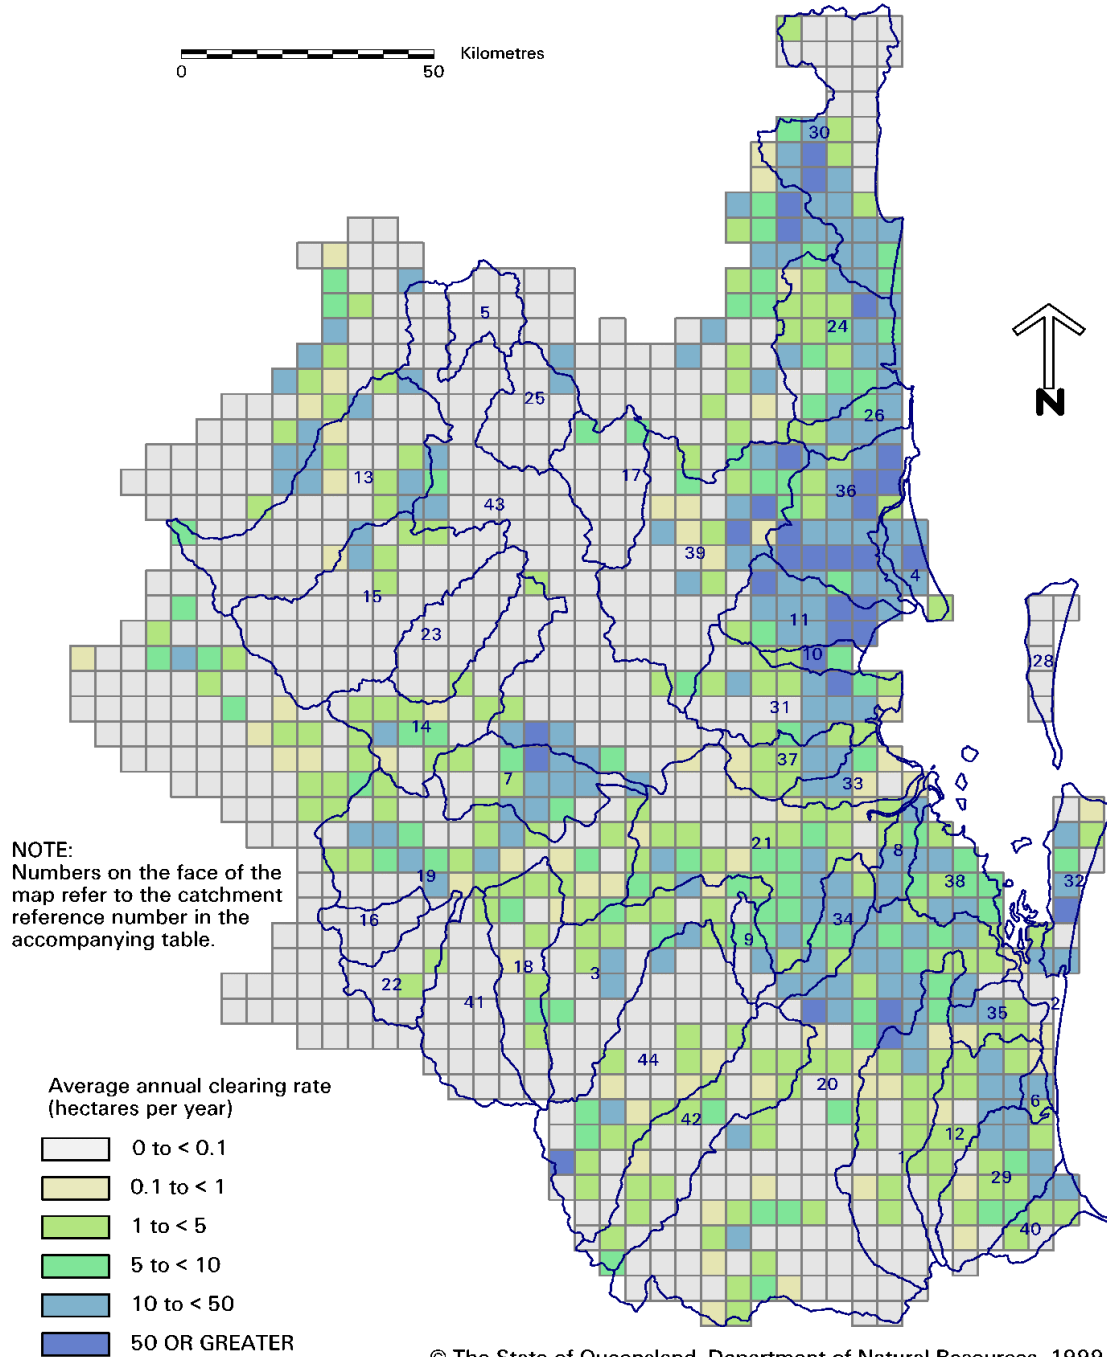 Kilometres
0 50
30
5
24
25
26
13
17
36
43
39
4
15
11
23
10
28
31
14
37
7
33
21
8
NOTE:
Numbers on the face of the
map refer to the catchment
reference number in the
accompanying table.
19
38
32
16
34
9
18
3
22
41
2
35
44
20
6
42
12
1
29
40
N
Average annual clearing rate
(hectares per year)
0 to < 0.1
0.1 to < 1
1 to < 5
5 to < 10
10 to < 50
50 OR GREATER